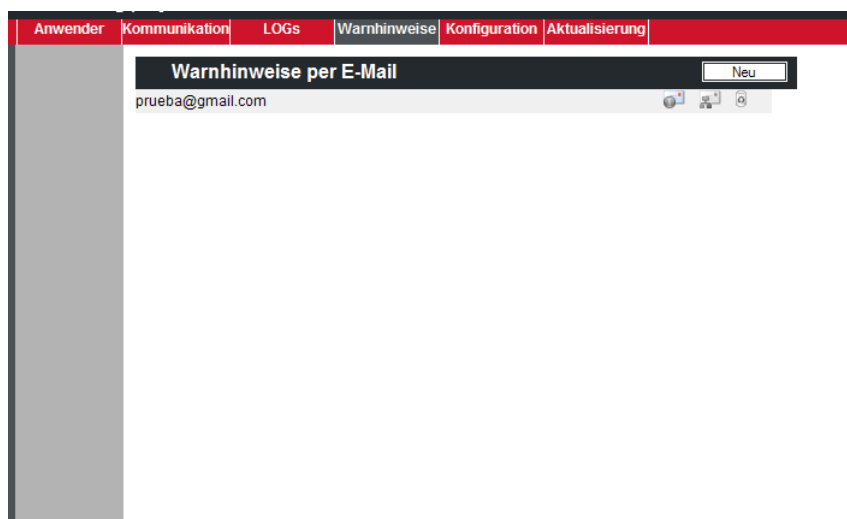 Anwender Kommunikation LOGs Warnhinweise Konfiguration Aktualisierung
Warnhinweise per E-Mail Neu
prueba@gmail.com